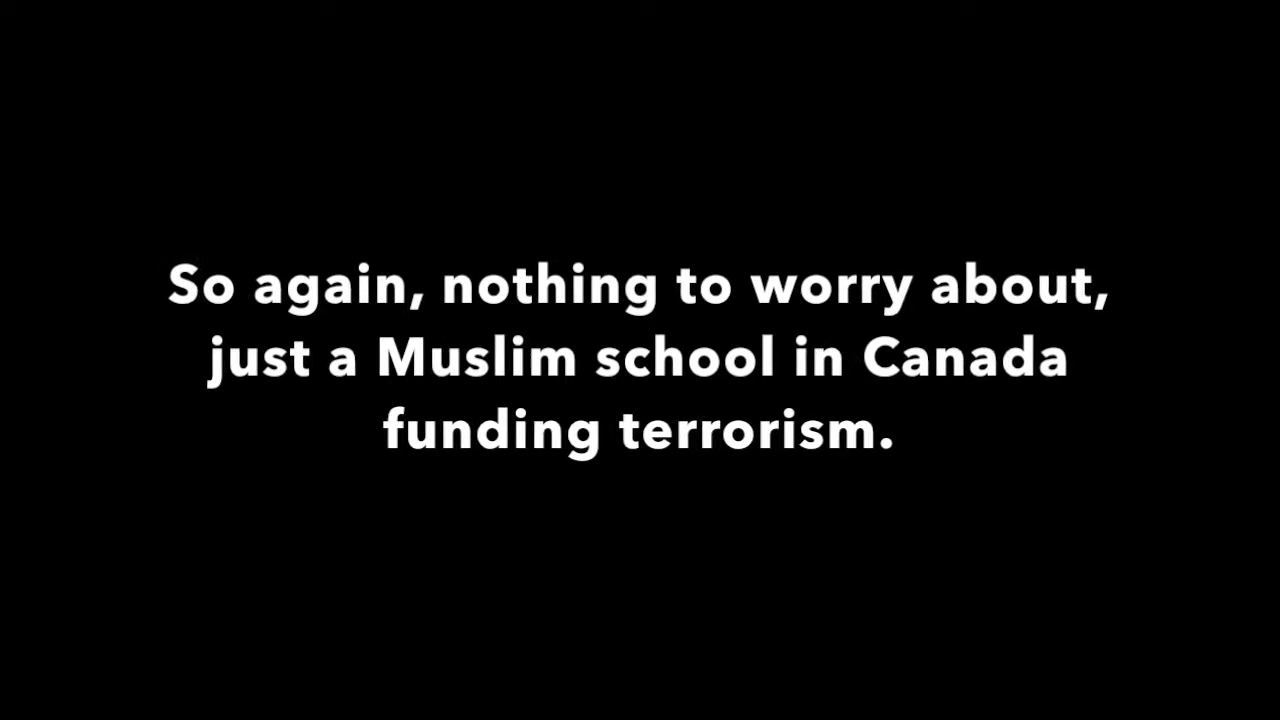 So again, nothing to worry about,
just a Muslim school in Canada
funding terrorism.